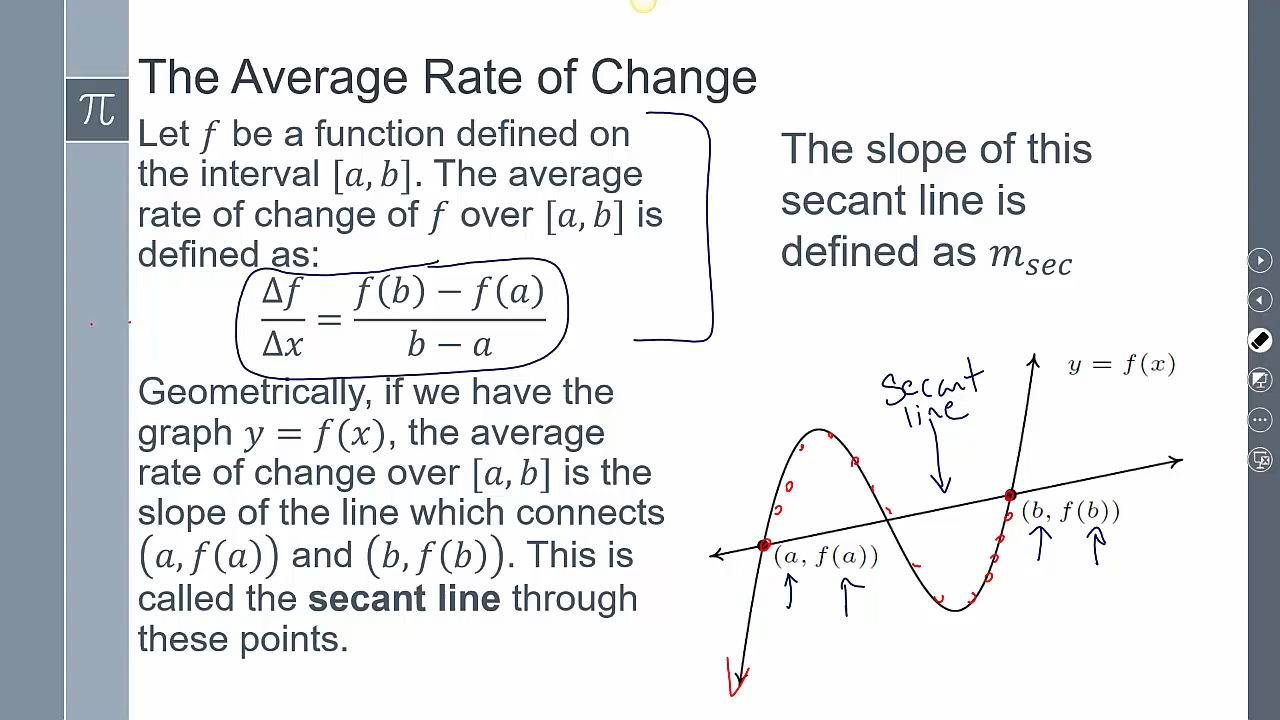 The Average Rate of Change
π
Let f be a function defined on
the interval [a, b]. The average
rate of change of f over [a, b] is
defined as:
Δf/Δx = f(b) − f(a)/b − a
Geometrically, if we have the
graph y = f(x), the average
rate of change over [a, b] is the
slope of the line which connects
(a, f(a)) and (b, f(b)). This is
called the secant line through
these points.
The slope of this
secant line is
defined as m_sec
y = f(x)
Secant
line
(b, f(b))
(a, f(a))